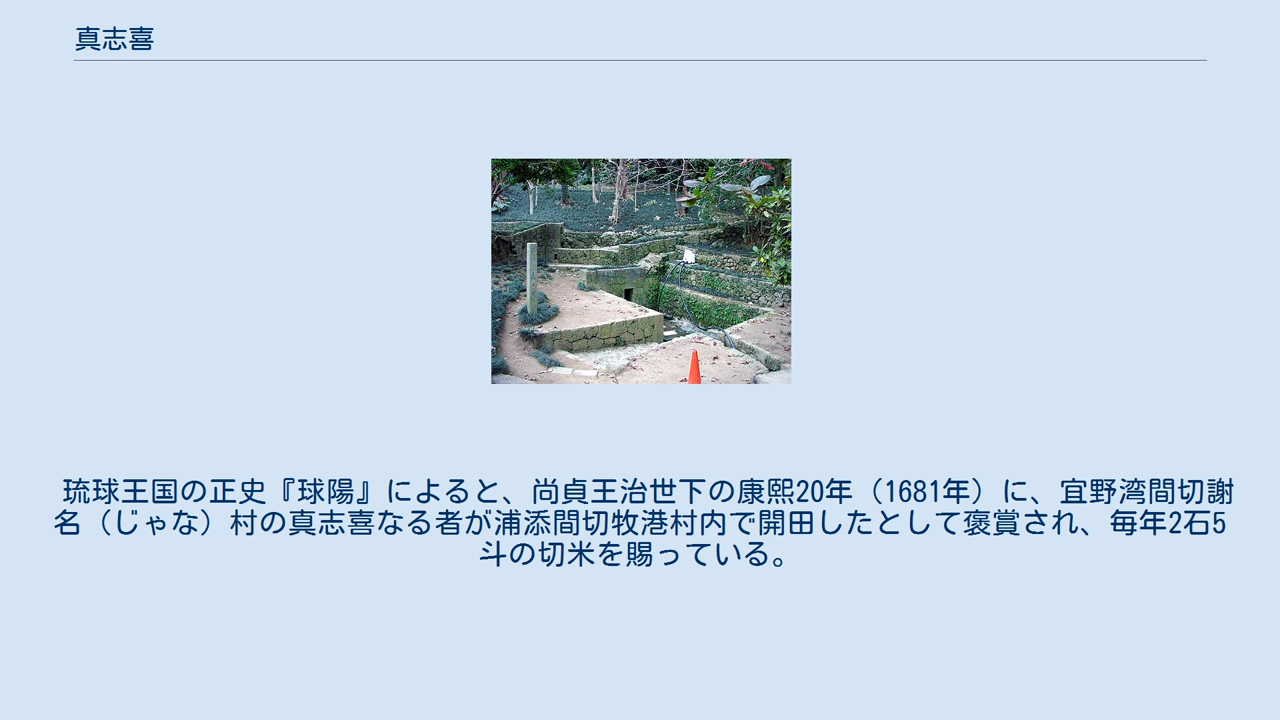 真志喜
琉球王国の正史『球陽』によると、尚貞王治世下の康熙20年（1681年）に、宜野湾間切謝
名（じゃな）村の真志喜なる者が浦添間切牧港村内で開田したとして褒賞され、毎年2石5
斗の切米を賜っている。